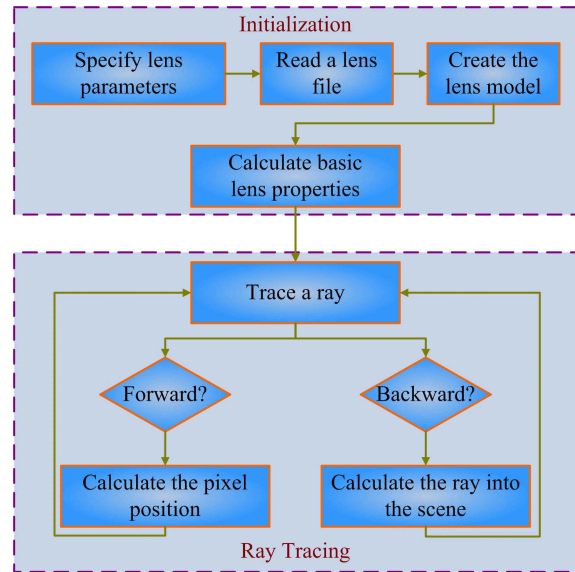 Initialization
Specify lens
parameters
Read a lens
file
Create the
lens model
Calculate basic
lens properties
Trace a ray
Forward?
Backward?
Calculate the pixel
position
Calculate the ray into
the scene
Ray Tracing